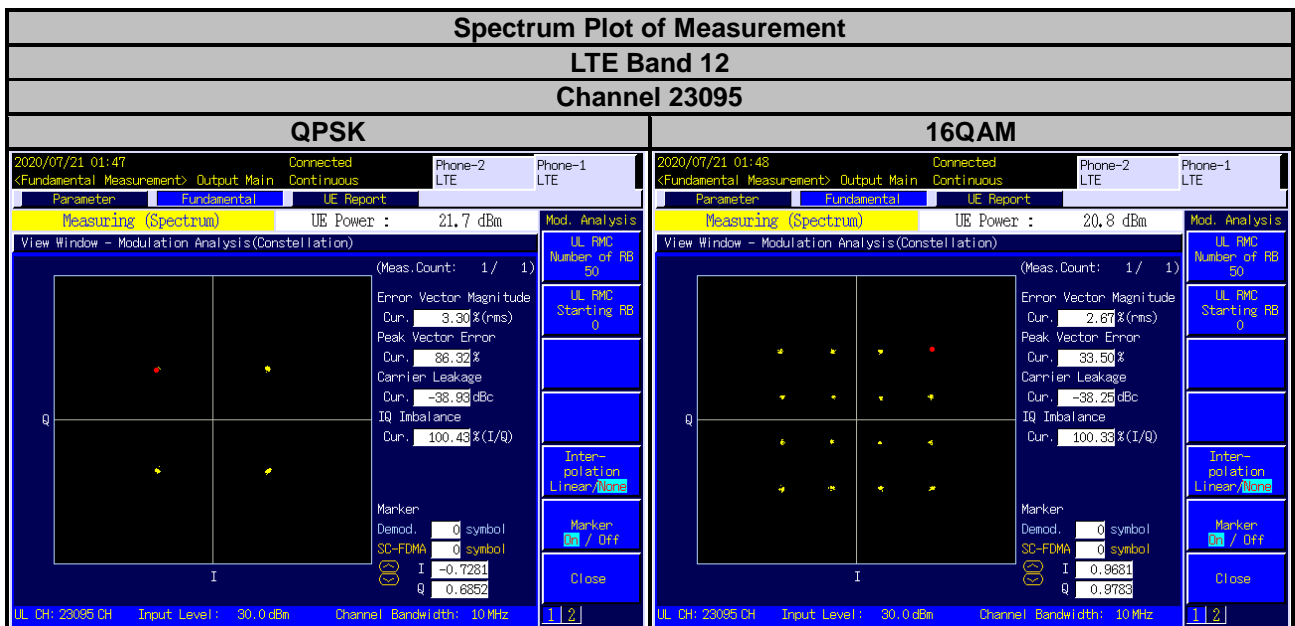 Spectrum Plot of Measurement
LTE Band 12
Channel 23095
QPSK
2020/07/21 01:47 Connected Phone-2 Phone-1
<Fundamental Measurement> Output Main Continuous LTE LTE
Parameter Fundamental UE Report
Measuring (Spectrum) UE Power : 21.7 dBm Mod. Analysis
View Window - Modulation Analysis(Constellation)
UL RMC
Number of RB
50
(Meas.Count: 1/ 1)
Error Vector Magnitude
Cur. 3.30 %(rms)
UL RMC
Starting RB
0
Peak Vector Error
Cur. 86.32 %
Carrier Leakage
Cur. -38.93 dBc
IQ Imbalance
Cur. 100.43 %(I/Q)
Q
I
Inter-
polation
Linear/None
Marker
Demod. 0 symbol
SC-FDMA 0 symbol
I -0.7281
Q 0.6852
Marker
On / Off
Close
UL CH: 23095 CH Input Level: 30.0 dBm Channel Bandwidth: 10 MHz 1 2
16QAM
2020/07/21 01:48 Connected Phone-2 Phone-1
<Fundamental Measurement> Output Main Continuous LTE LTE
Parameter Fundamental UE Report
Measuring (Spectrum) UE Power : 20.8 dBm Mod. Analysis
View Window - Modulation Analysis(Constellation)
UL RMC
Number of RB
50
(Meas.Count: 1/ 1)
Error Vector Magnitude
Cur. 2.67 %(rms)
UL RMC
Starting RB
0
Peak Vector Error
Cur. 33.50 %
Carrier Leakage
Cur. -38.25 dBc
IQ Imbalance
Cur. 100.33 %(I/Q)
Q
I
Inter-
polation
Linear/None
Marker
Demod. 0 symbol
SC-FDMA 0 symbol
I 0.9681
Q 0.9783
Marker
On / Off
Close
UL CH: 23095 CH Input Level: 30.0 dBm Channel Bandwidth: 10 MHz 1 2